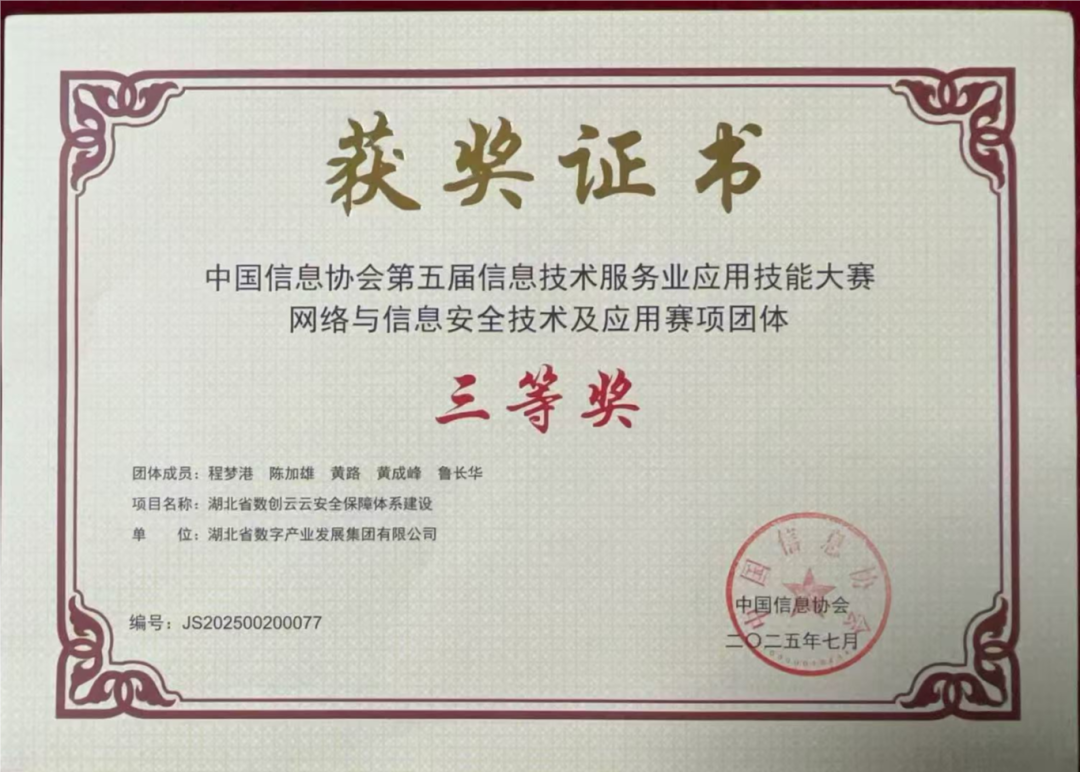 获奖证书
中国信息协会第五届信息技术服务业应用技能大赛
网络与信息安全技术及应用赛项团体
三等奖
团体成员：程梦港 陈加雄 黄路 黄成峰 鲁长华
项目名称：湖北省数创云云安全保障体系建设
单 位：湖北省数字产业发展集团有限公司
编号：JS202500200077
中国信息协会
中国信息协会
二〇二五年七月